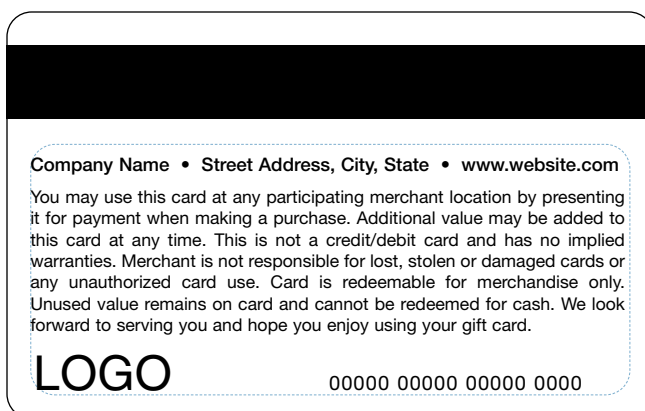 Company Name • Street Address, City, State • www.website.com
You may use this card at any participating merchant location by presenting
it for payment when making a purchase. Additional value may be added to
this card at any time. This is not a credit/debit card and has no implied
warranties. Merchant is not responsible for lost, stolen or damaged cards or
any unauthorized card use. Card is redeemable for merchandise only.
Unused value remains on card and cannot be redeemed for cash. We look
forward to serving you and hope you enjoy using your gift card.
LOGO 00000 00000 00000 0000